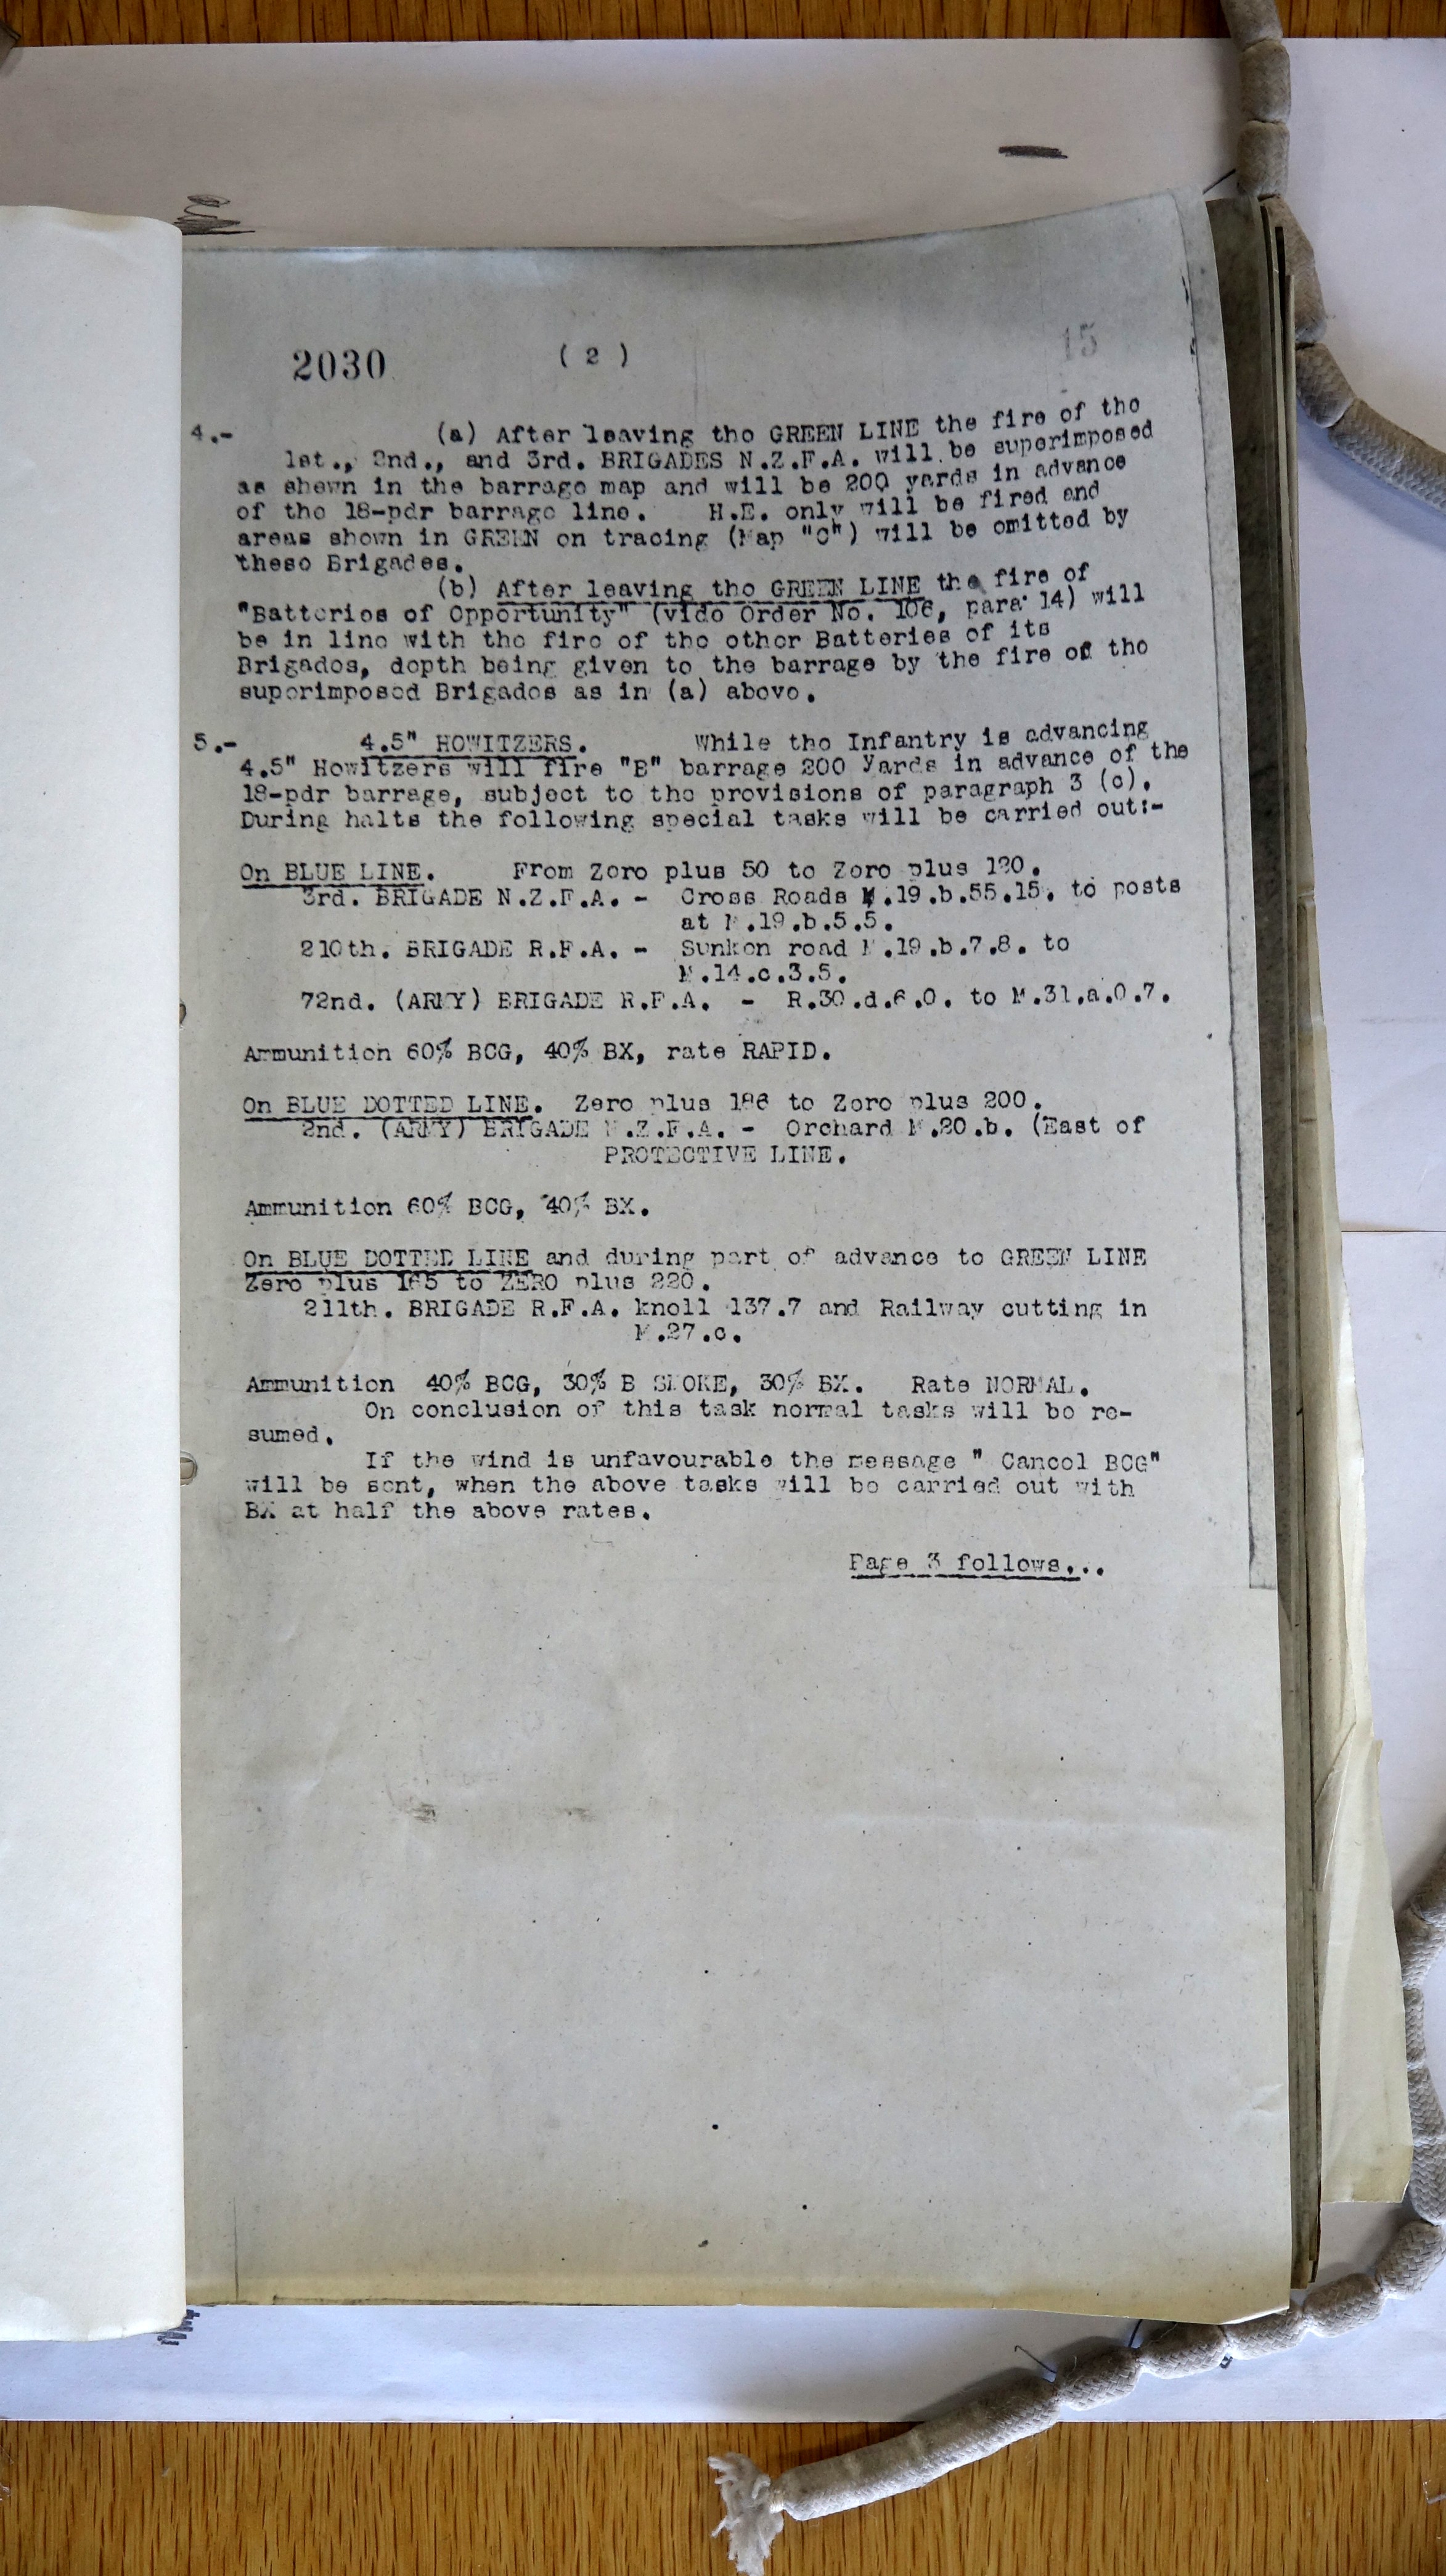 2030 ( 2 ) 15
4.- (a) After leaving the GREEN LINE the fire of the
1st., 2nd., and 3rd. BRIGADES N.Z.F.A. will be superimposed
as shewn in the barrage map and will be 200 yards in advance
of the 18-pdr barrage line. H.E. only will be fired and
areas shown in GREEN on tracing (Map "C") will be omitted by
these Brigades.
(b) After leaving the GREEN LINE the fire of
"Batteries of Opportunity" (vide Order No. 106, para 14) will
be in line with the fire of the other Batteries of its
Brigades, depth being given to the barrage by the fire of the
superimposed Brigades as in (a) above.
5.- 4.5" HOWITZERS. While the Infantry is advancing
4.5" Howitzers will fire "B" barrage 200 yards in advance of the
18-pdr barrage, subject to the provisions of paragraph 3 (c).
During halts the following special tasks will be carried out:-
On BLUE LINE. From Zero plus 50 to Zero plus 120.
3rd. BRIGADE N.Z.F.A. - Cross Roads M.19.b.55.15. to posts
at M.19.b.5.5.
210th. BRIGADE R.F.A. - Sunken road M.19.b.7.8. to
M.14.c.3.5.
72nd. (ARMY) BRIGADE R.F.A. - R.30.d.6.0. to M.31.a.0.7.
Ammunition 60% BCG, 40% BX, rate RAPID.
On BLUE DOTTED LINE. Zero plus 186 to Zero plus 200.
2nd. (ARMY) BRIGADE N.Z.F.A. - Orchard M.20.b. (East of
PROTECTIVE LINE.
Ammunition 60% BCG, 40% BX.
On BLUE DOTTED LINE and during part of advance to GREEN LINE
Zero plus 165 to ZERO plus 220.
211th. BRIGADE R.F.A. knoll 137.7 and Railway cutting in
M.27.c.
Ammunition 40% BCG, 30% B SMOKE, 30% BX. Rate NORMAL.
On conclusion of this task normal tasks will be re-
sumed.
If the wind is unfavourable the message " Cancel BCG"
will be sent, when the above tasks will be carried out with
BX at half the above rates.
Page 3 follows...